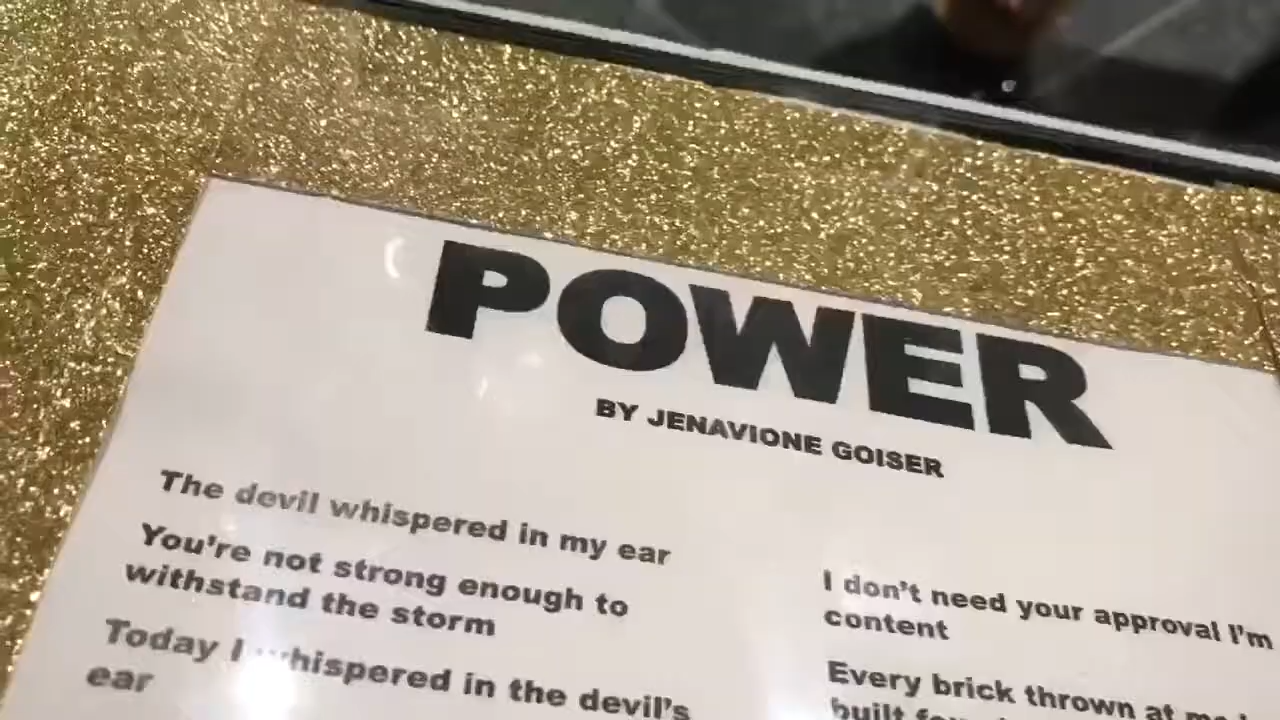 POWER
BY JENAVIONE GOISER
The devil whispered in my ear
You're not strong enough to
withstand the storm
Today I whispered in the devil's
ear
I don't need your approval I'm
content
Every brick thrown at me
built